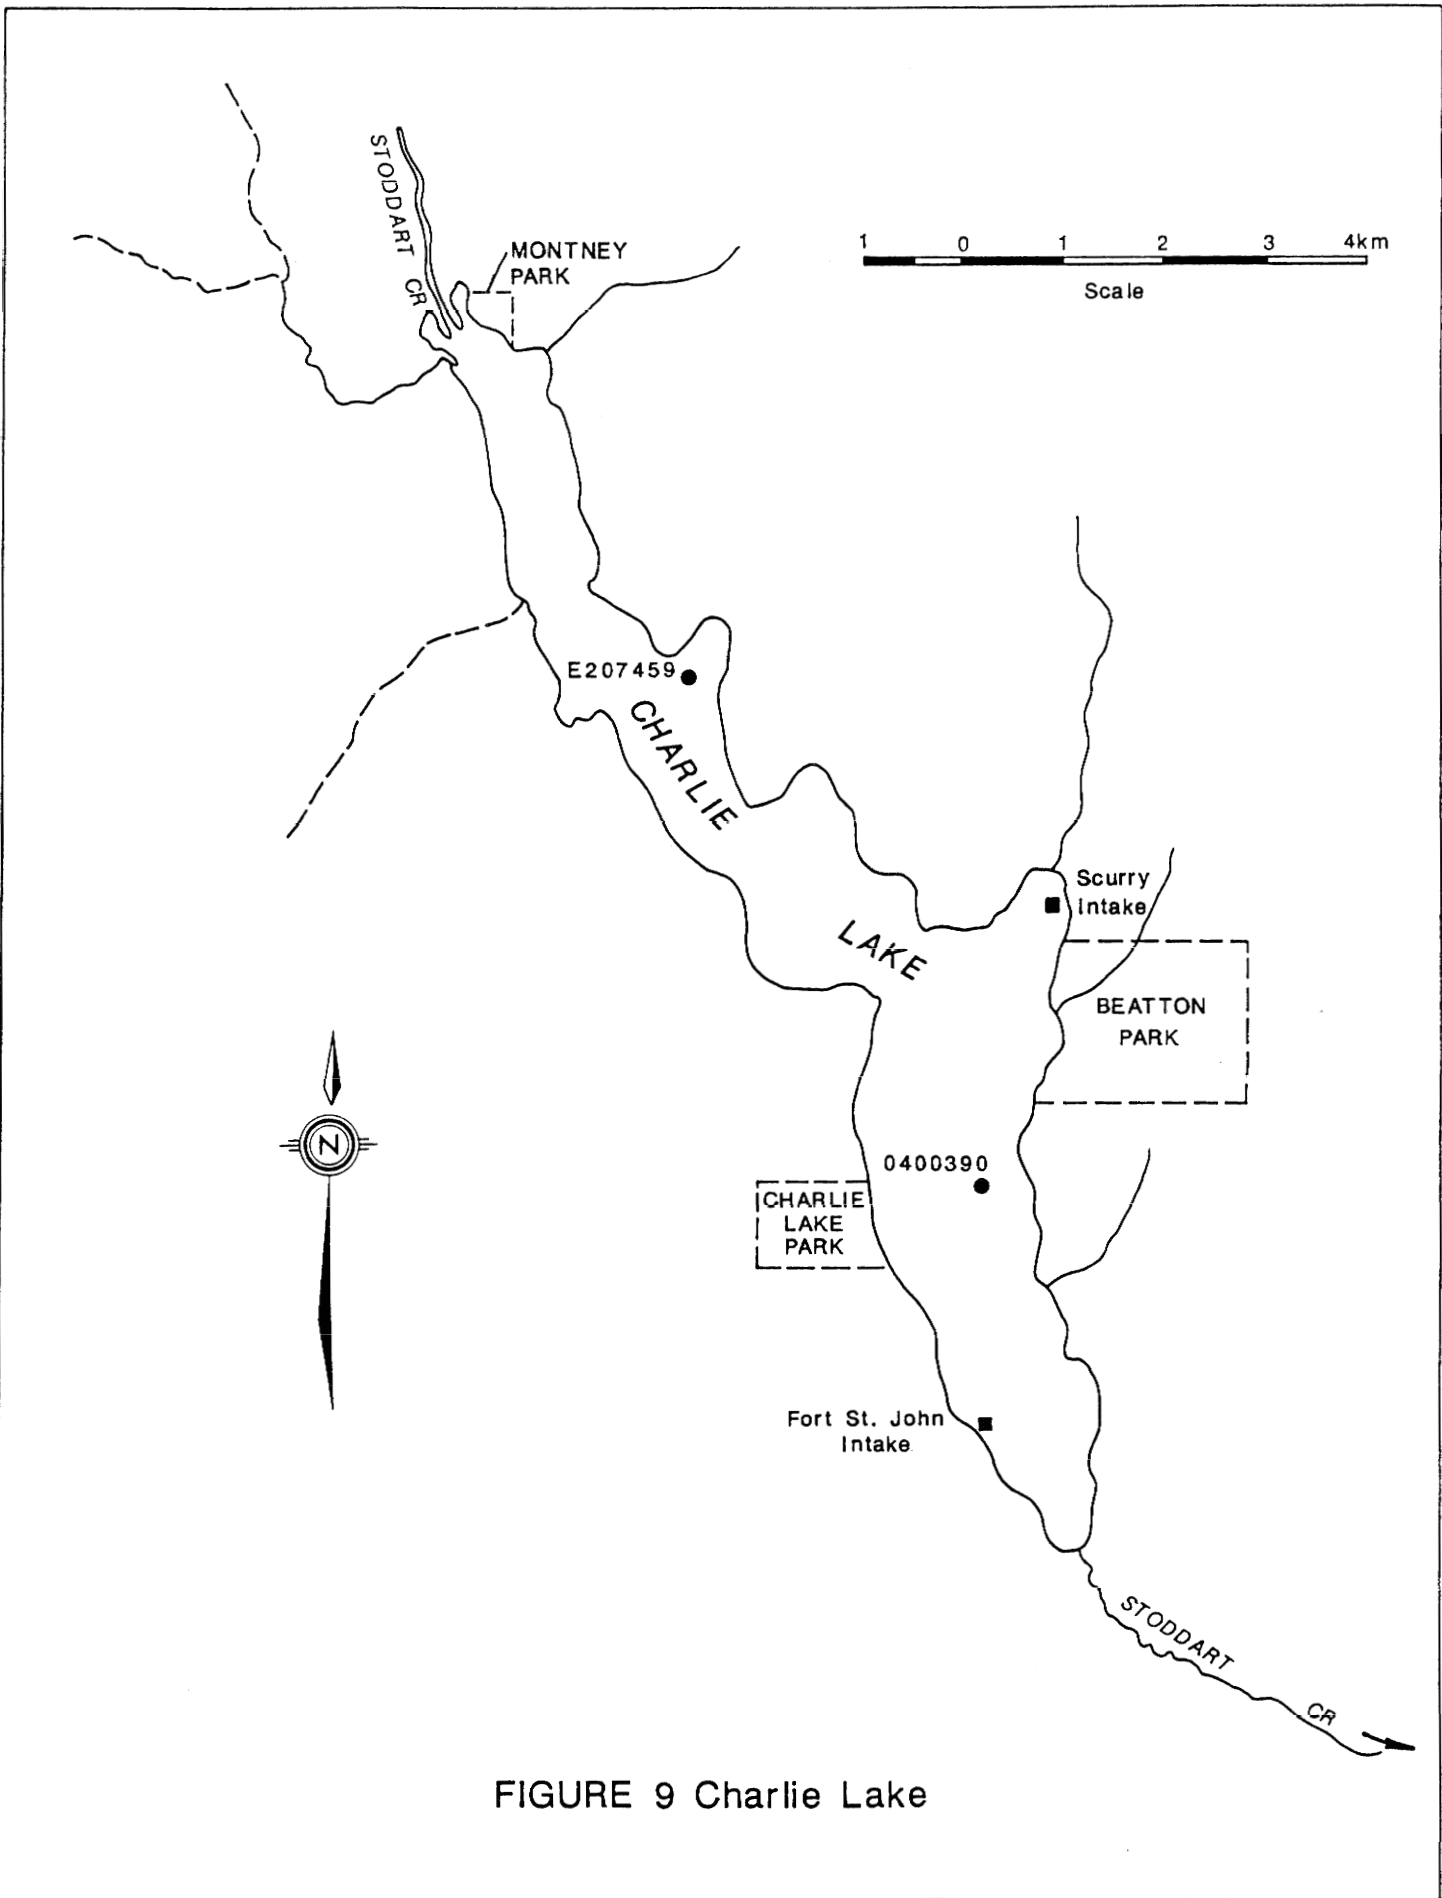 STODDART CR
MONTNEY
PARK
1 0 1 2 3 4km
Scale
E207459
CHARLIE
LAKE
Scurry
Intake
BEATTON
PARK
N
0400390
CHARLIE
LAKE
PARK
Fort St. John
Intake
STODDART CR
FIGURE 9 Charlie Lake